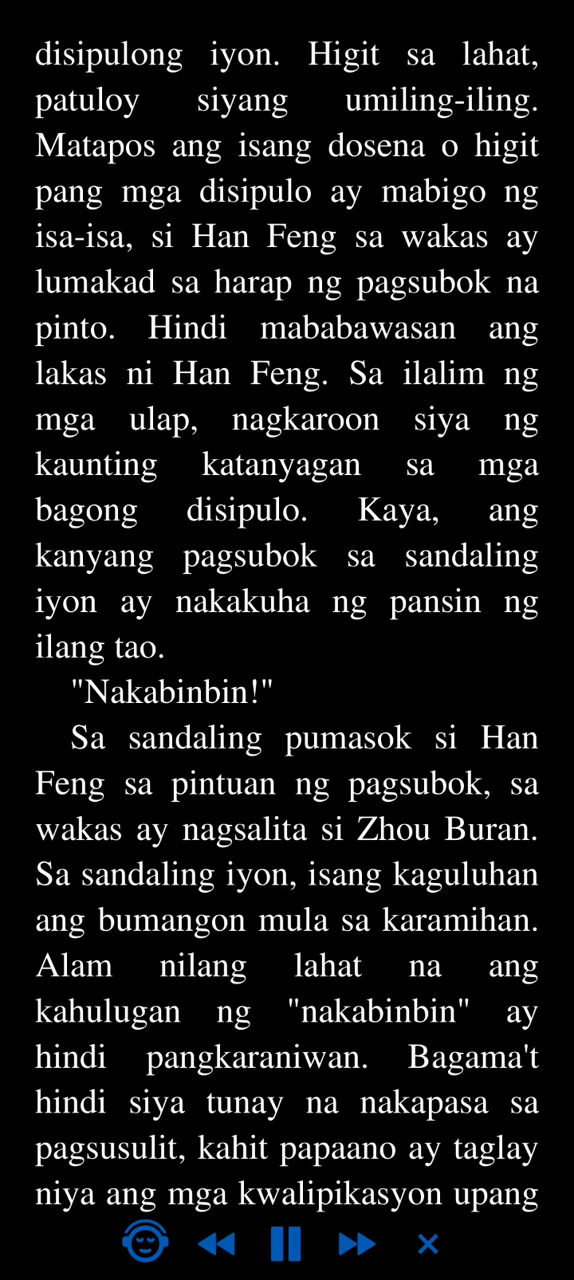 disipulong iyon. Higit sa lahat,
patuloy siyang umiling-iling.
Matapos ang isang dosena o higit
pang mga disipulo ay mabigo ng
isa-isa, si Han Feng sa wakas ay
lumakad sa harap ng pagsubok na
pinto. Hindi mababawasan ang
lakas ni Han Feng. Sa ilalim ng
mga ulap, nagkaroon siya ng
kaunting katanyagan sa mga
bagong disipulo. Kaya, ang
kanyang pagsubok sa sandaling
iyon ay nakakuha ng pansin ng
ilang tao.
"Nakabinbin!"
Sa sandaling pumasok si Han
Feng sa pintuan ng pagsubok, sa
wakas ay nagsalita si Zhou Buran.
Sa sandaling iyon, isang kaguluhan
ang bumangon mula sa karamihan.
Alam nilang lahat na ang
kahulugan ng "nakabinbin" ay
hindi pangkaraniwan. Bagama't
hindi siya tunay na nakapasa sa
pagsusulit, kahit papaano ay taglay
niya ang mga kwalipikasyon upang